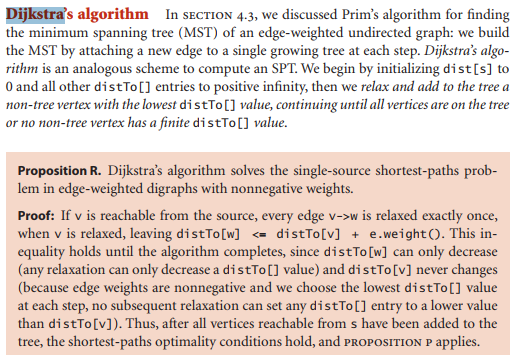 Dijkstra’s algorithm In SECTION 4.3, we discussed Prim’s algorithm for finding
the minimum spanning tree (MST) of an edge-weighted undirected graph: we build
the MST by attaching a new edge to a single growing tree at each step. Dijkstra’s algo-
rithm is an analogous scheme to compute an SPT. We begin by initializing dist[s] to
0 and all other distTo[] entries to positive infinity, then we relax and add to the tree a
non-tree vertex with the lowest distTo[] value, continuing until all vertices are on the tree
or no non-tree vertex has a finite distTo[] value.
Proposition R. Dijkstra’s algorithm solves the single-source shortest-paths prob-
lem in edge-weighted digraphs with nonnegative weights.
Proof: If v is reachable from the source, every edge v->w is relaxed exactly once,
when v is relaxed, leaving distTo[w] <= distTo[v] + e.weight(). This in-
equality holds until the algorithm completes, since distTo[w] can only decrease
(any relaxation can only decrease a distTo[] value) and distTo[v] never changes
(because edge weights are nonnegative and we choose the lowest distTo[] value
at each step, no subsequent relaxation can set any distTo[] entry to a lower value
than distTo[v]). Thus, after all vertices reachable from s have been added to the
tree, the shortest-paths optimality conditions hold, and PROPOSITION P applies.